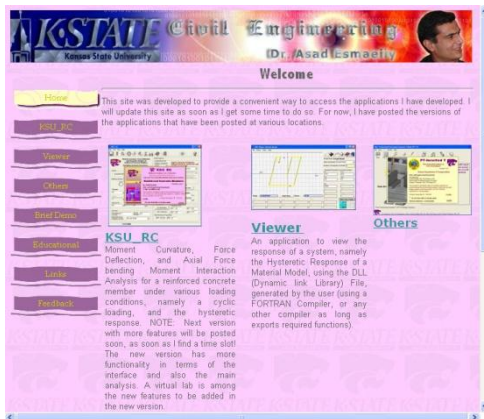 K-STATE Civil Engineering
Kansas State University
Dr. Asad Esmaeily
Welcome
Home
KSU_RC
Viewer
Others
Brief Demo
Educational
Links
Feedback
This site was developed to provide a convenient way to access the applications I have developed. I
will update this site as soon as I get some time to do so. For now, I have posted the versions of
the applications that have been posted at various locations.
KSU_RC
Moment Curvature, Force
Deflection, and Axial Force
bending Moment Interaction
Analysis for a reinforced concrete
member under various loading
conditions, namely a cyclic
loading, and the hysteretic
response. NOTE: Next version
with more features will be posted
soon, as soon as I find a time slot!
The new version has more
functionality in terms of the
interface and also the main
analysis. A virtual lab is among
the new features to be added in
the new version.
Viewer
An application to view the
response of a system, namely
the Hysteretic Response of a
Material Model, using the DLL
(Dynamic link Library) File,
generated by the user (using a
FORTRAN Compiler, or any
other compiler as long as
exports required functions).
Others